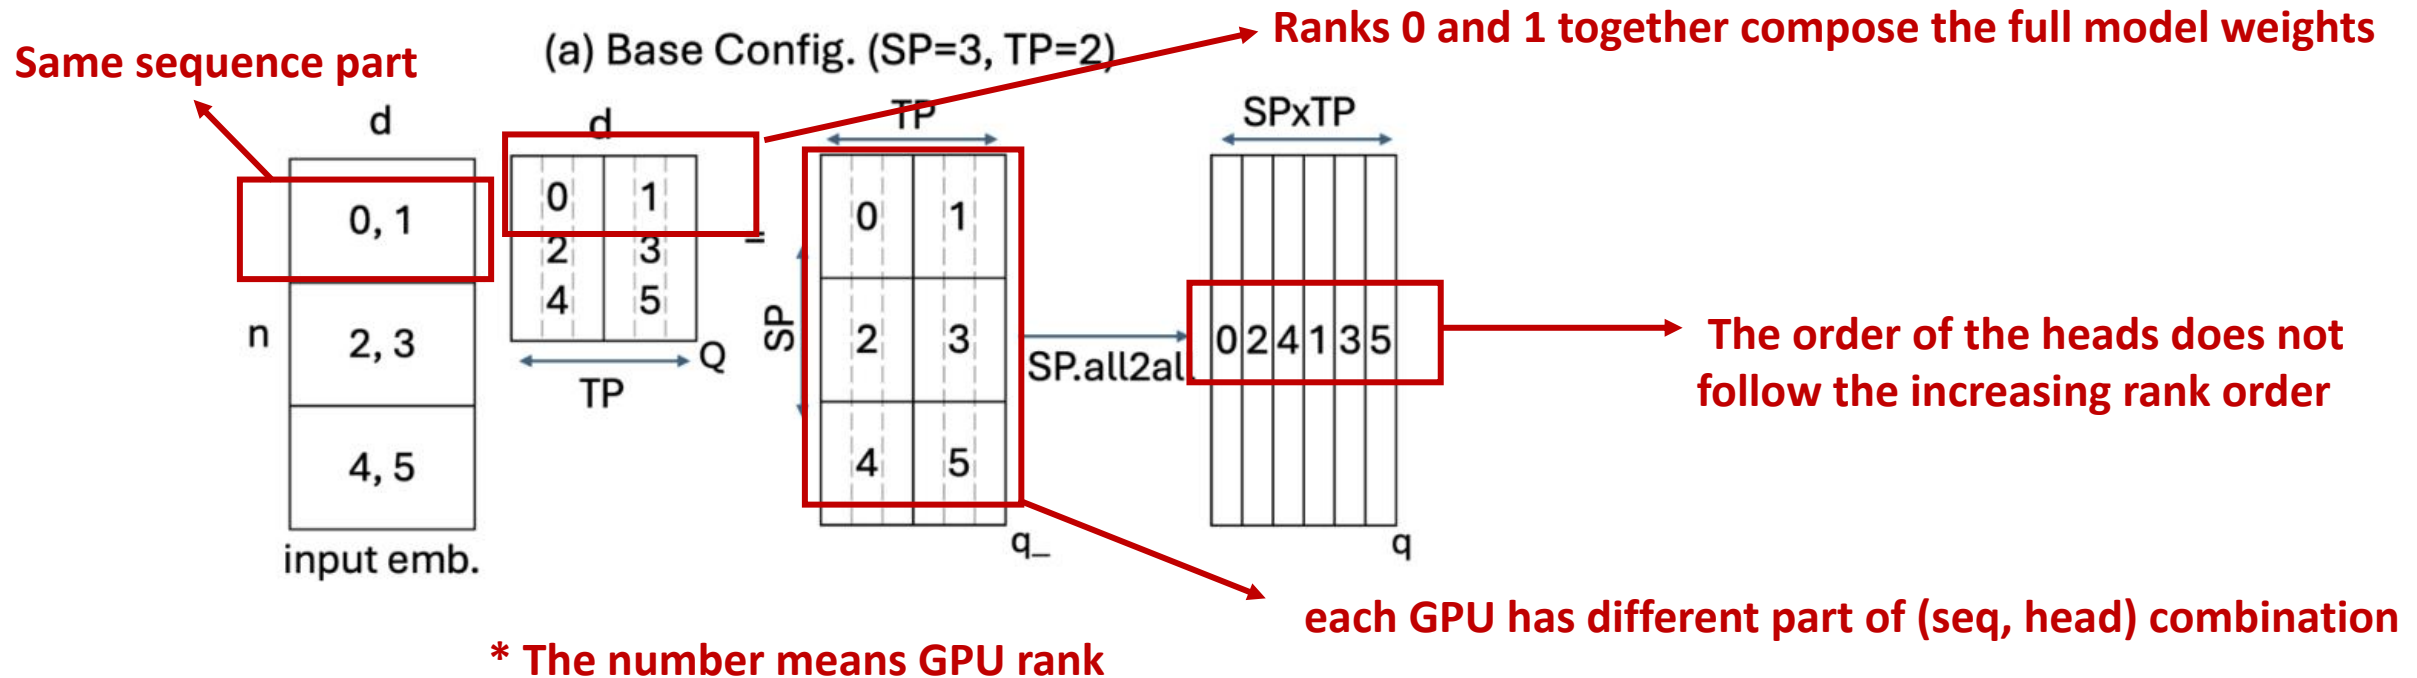 Ranks 0 and 1 together compose the full model weights
(a) Base Config. (SP=3, TP=2)
Same sequence part
d
d
TP
SPxTP
0, 1
2, 3
4, 5
n
input emb.
0 1
2 3
4 5
Q
TP
=
SP
0 1
2 3
4 5
q_
SP.all2al
0 2 4 1 3 5
q
The order of the heads does not
follow the increasing rank order
each GPU has different part of (seq, head) combination
* The number means GPU rank